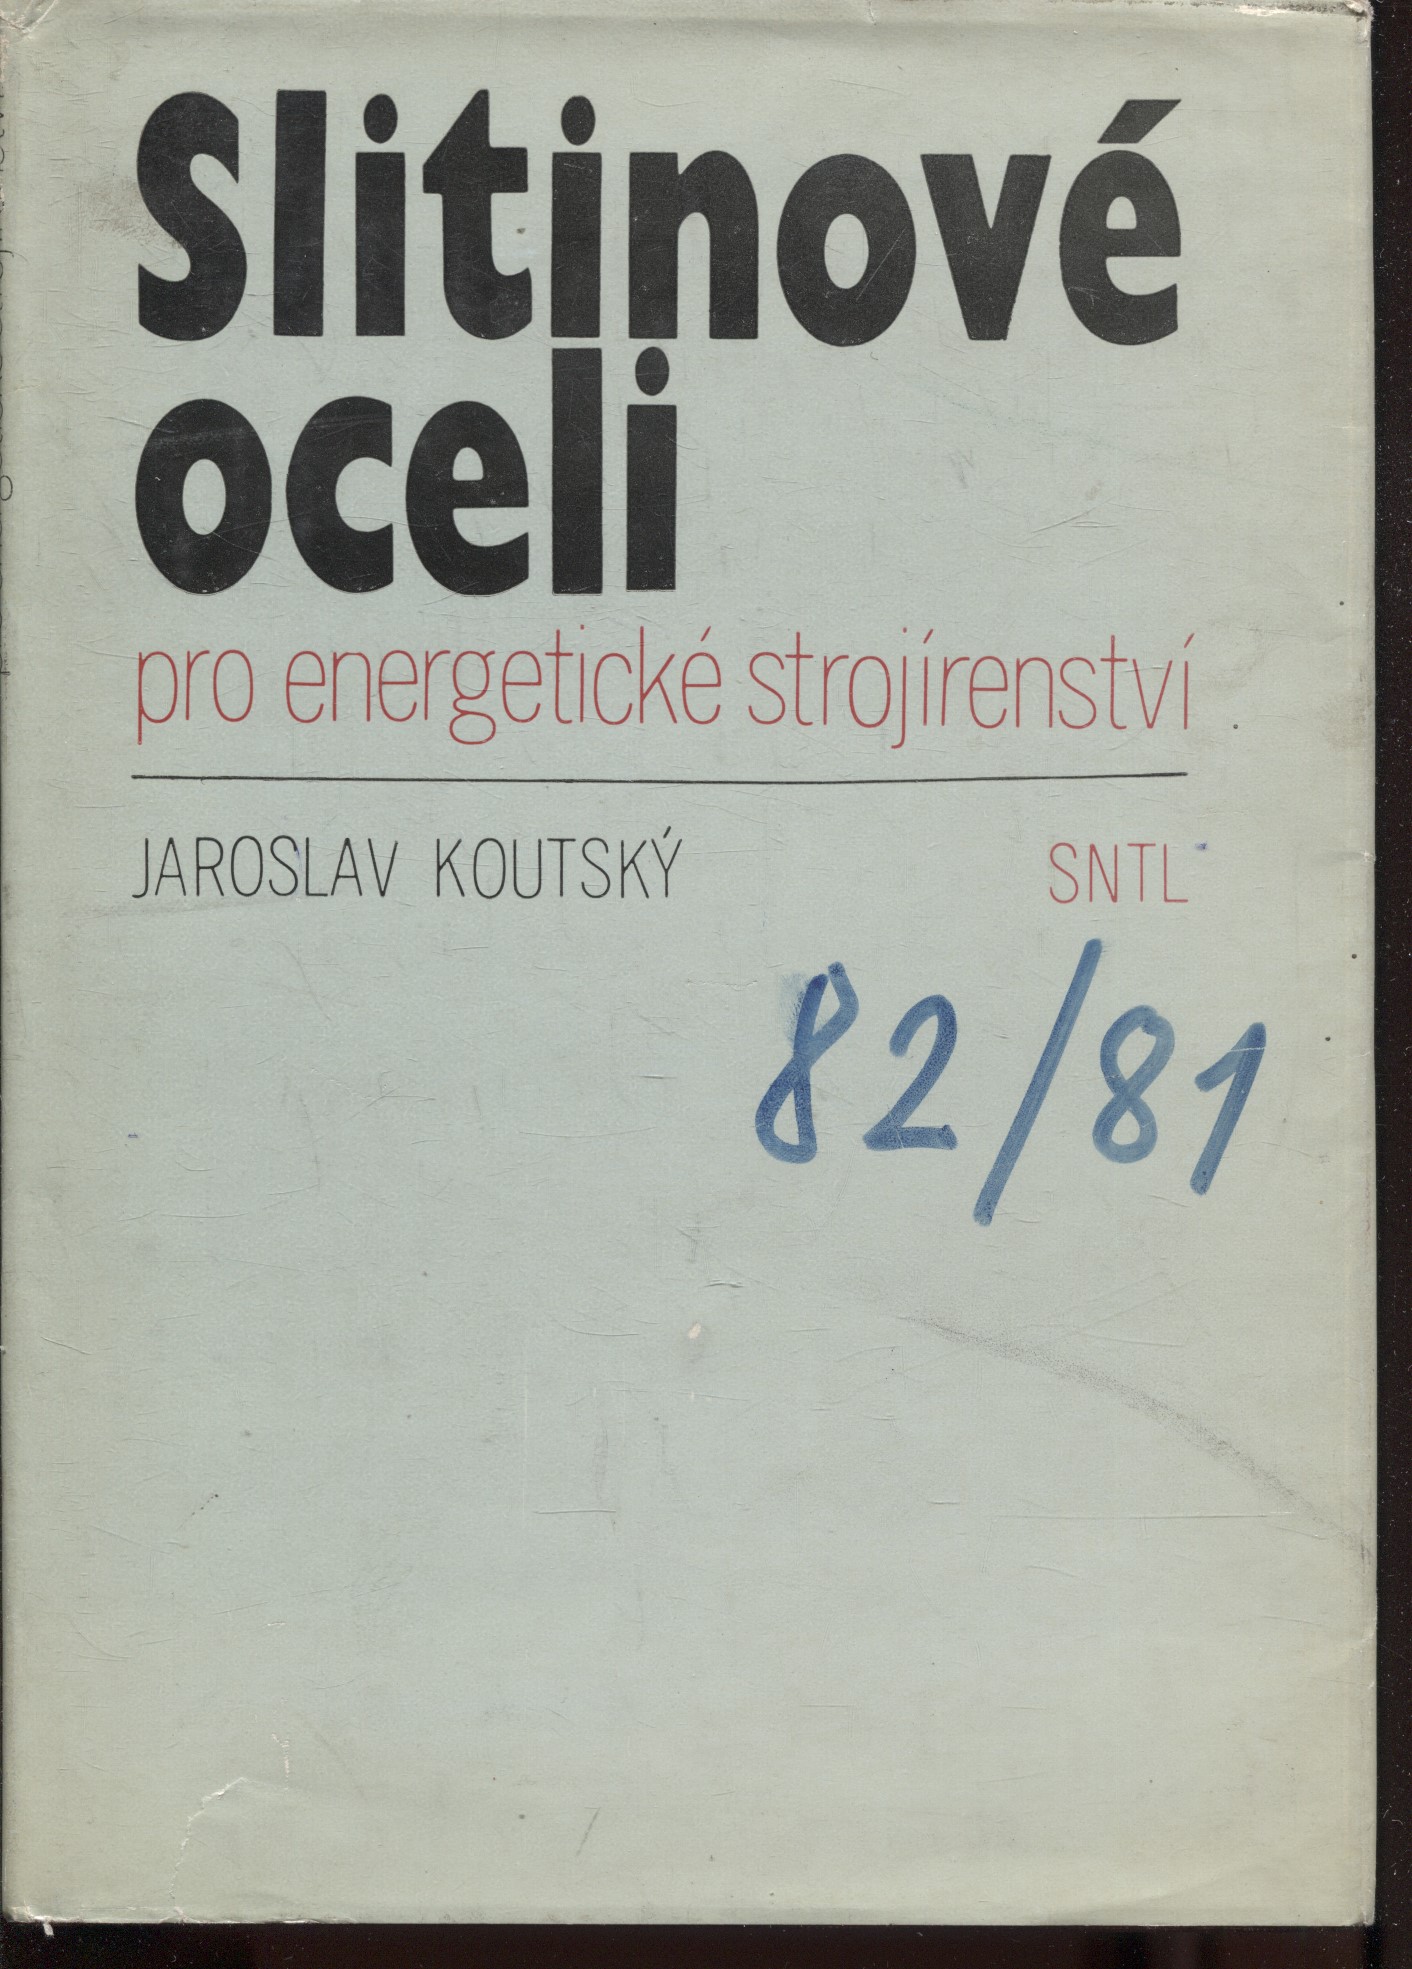 Slitinové
oceli
pro energetické strojírenství
JAROSLAV KOUTSKÝ SNTL
82/81